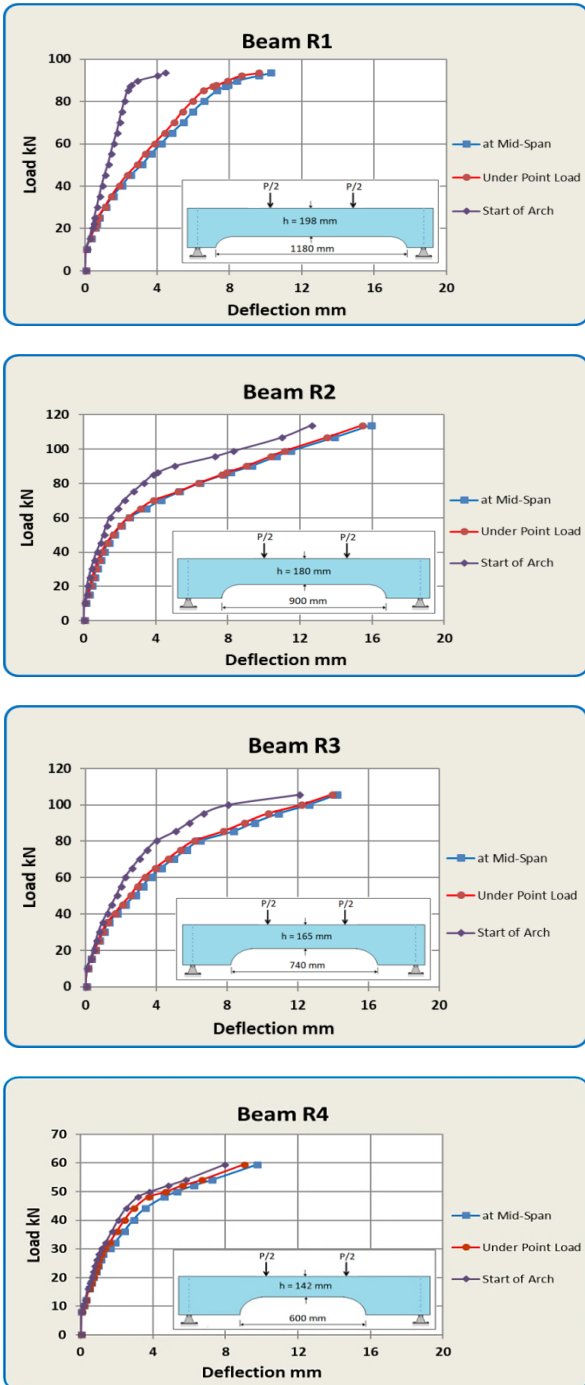 Beam R1
100
80
60
40
20
0
Load kN
0 4 8 12 16 20
Deflection mm
at Mid-Span
Under Point Load
Start of Arch
P/2 P/2
h = 198 mm
1180 mm
Beam R2
120
100
80
60
40
20
0
Load kN
0 4 8 12 16 20
Deflection mm
at Mid-Span
Under Point Load
Start of Arch
P/2 P/2
h = 180 mm
900 mm
Beam R3
120
100
80
60
40
20
0
Load kN
0 4 8 12 16 20
Deflection mm
at Mid-Span
Under Point Load
Start of Arch
P/2 P/2
h = 165 mm
740 mm
Beam R4
70
60
50
40
30
20
10
0
Load kN
0 4 8 12 16 20
Deflection mm
at Mid-Span
Under Point Load
Start of Arch
P/2 P/2
h = 142 mm
600 mm